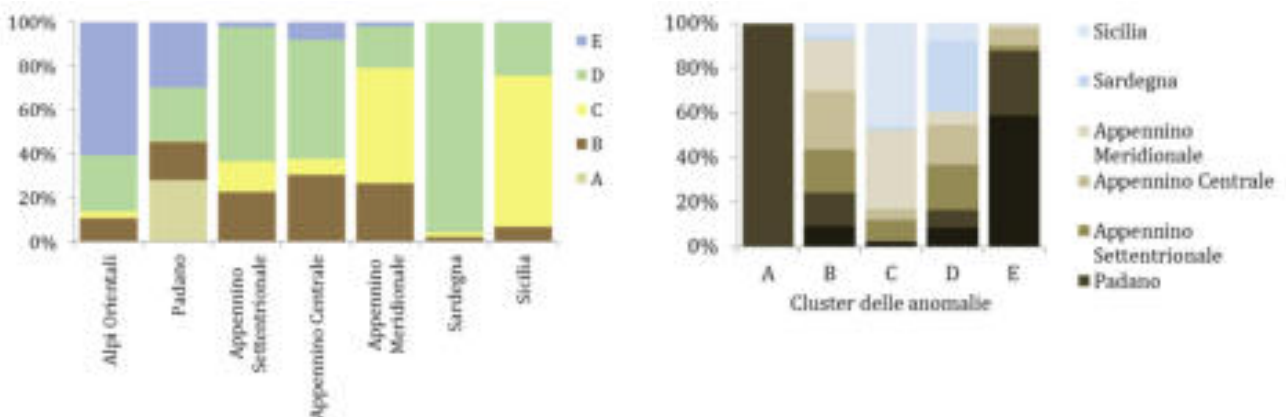 100%
80%
60%
40%
20%
0%
E
D
C
B
A
Alpi Orientali
Padano
Appennino
Settentrionale
Appennino Centrale
Appennino
Meridionale
Sardegna
Sicilia
100%
80%
60%
40%
20%
0%
A B C D E
Cluster delle anomalie
Sicilia
Sardegna
Appennino
Meridionale
Appennino Centrale
Appennino
Settentrionale
Padano